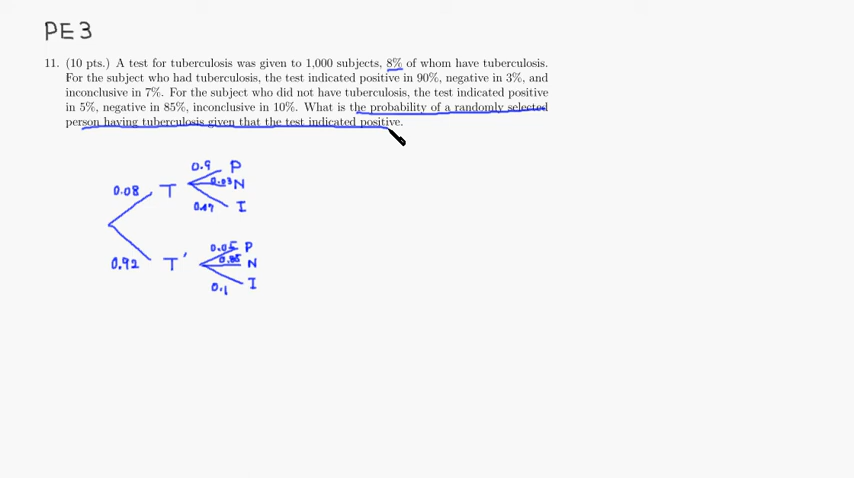 PE3
11. (10 pts.) A test for tuberculosis was given to 1,000 subjects, 8% of whom have tuberculosis.
For the subject who had tuberculosis, the test indicated positive in 90%, negative in 3%, and
inconclusive in 7%. For the subject who did not have tuberculosis, the test indicated positive
in 5%, negative in 85%, inconclusive in 10%. What is the probability of a randomly selected
person having tuberculosis given that the test indicated positive.
0.9 P
0.08 T 0.03 N
I
0.05 P
0.92 T' 0.85 N
0.1 I